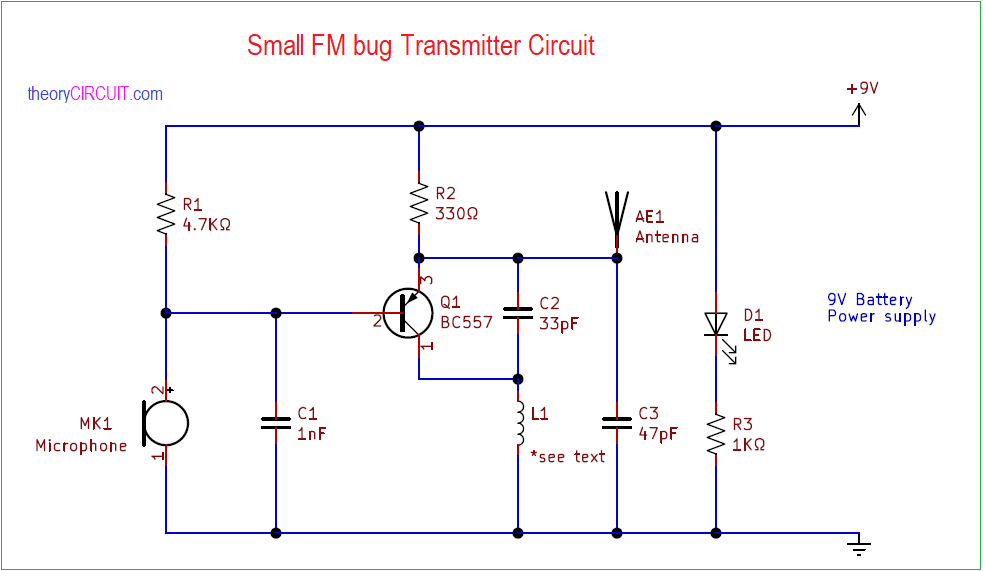 Small FM bug Transmitter Circuit
theoryCIRCUIT.com
+9V
R1
4.7KΩ
R2
330Ω
AE1
Antenna
3
Q1
BC557
2
1
C2
33pF
D1
LED
9V Battery
Power supply
2
+
MK1
Microphone
1
C1
1nF
L1
*see text
C3
47pF
R3
1KΩ